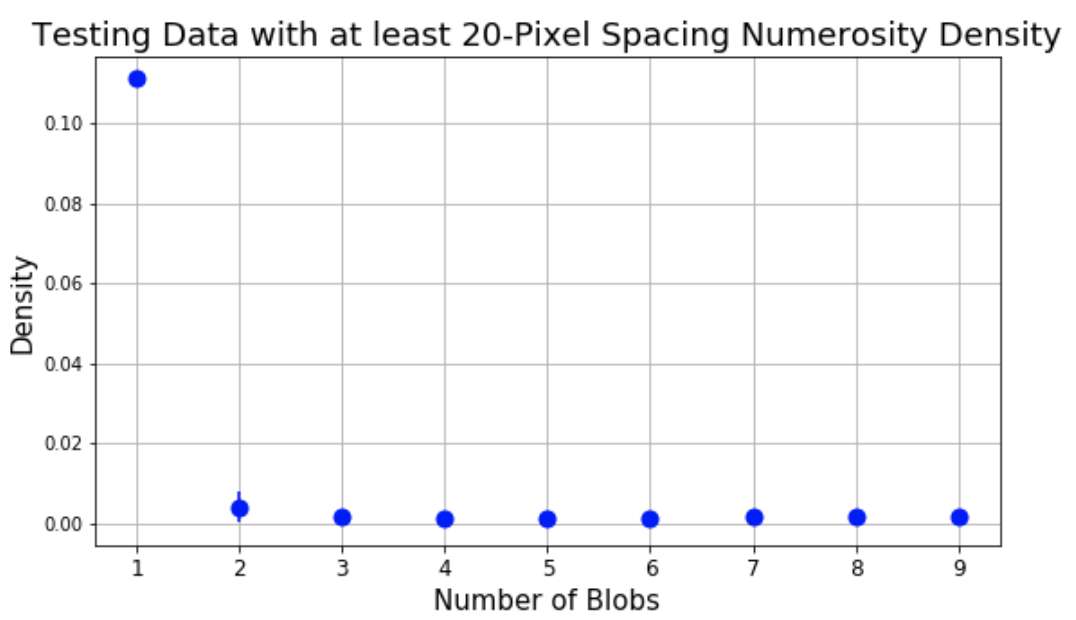 Testing Data with at least 20-Pixel Spacing Numerosity Density
0.10
0.08
0.06
0.04
0.02
0.00
Density
1 2 3 4 5 6 7 8 9
Number of Blobs